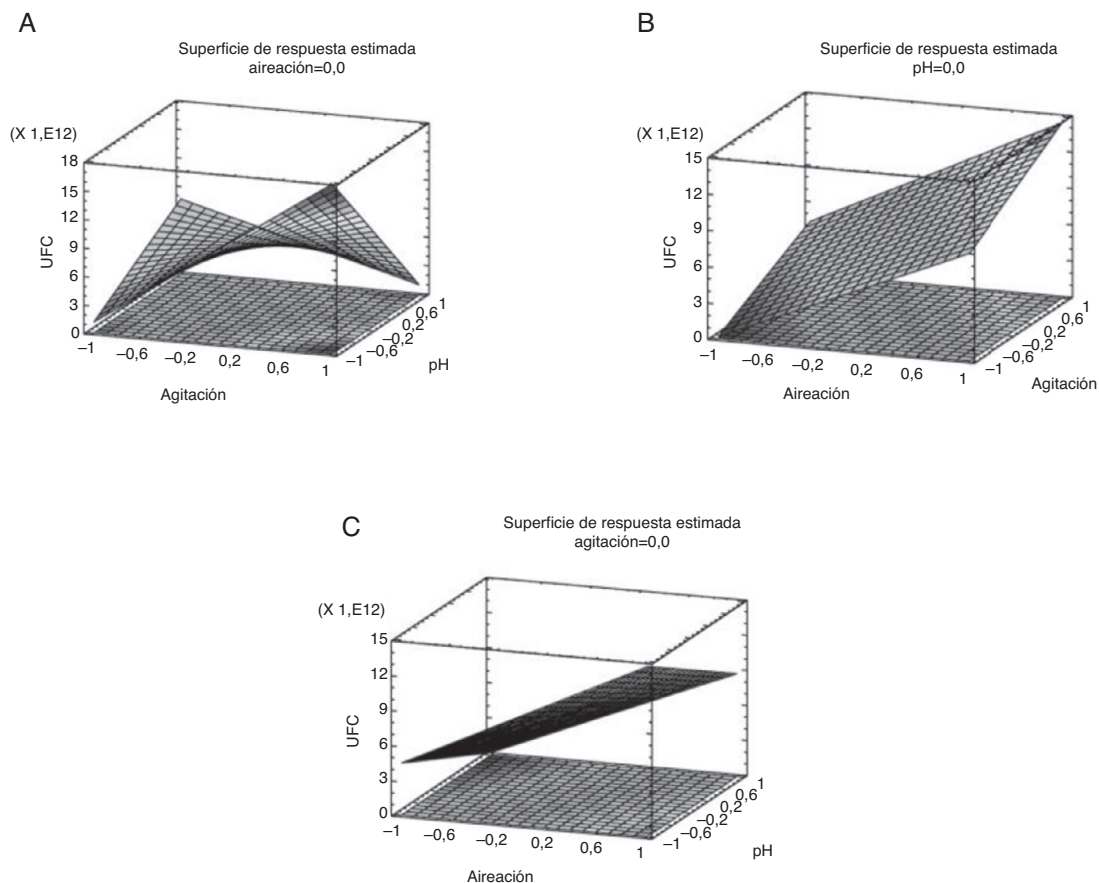 A
Superficie de respuesta estimada
aireación=0,0
(X 1,E12)
18
15
12
9
6
3
0
UFC
–1
–0,6
–0,2
0,2
0,6
1
Agitación
–1
–0,6
–0,2
0,2
0,6
1
pH
B
Superficie de respuesta estimada
pH=0,0
(X 1,E12)
15
12
9
6
3
0
UFC
–1
–0,6
–0,2
0,2
0,6
1
Aireación
–1
–0,6
–0,2
0,2
0,6
1
Agitación
C
Superficie de respuesta estimada
agitación=0,0
(X 1,E12)
15
12
9
6
3
0
UFC
–1
–0,6
–0,2
0,2
0,6
1
Aireación
–1
–0,6
–0,2
0,2
0,6
1
pH